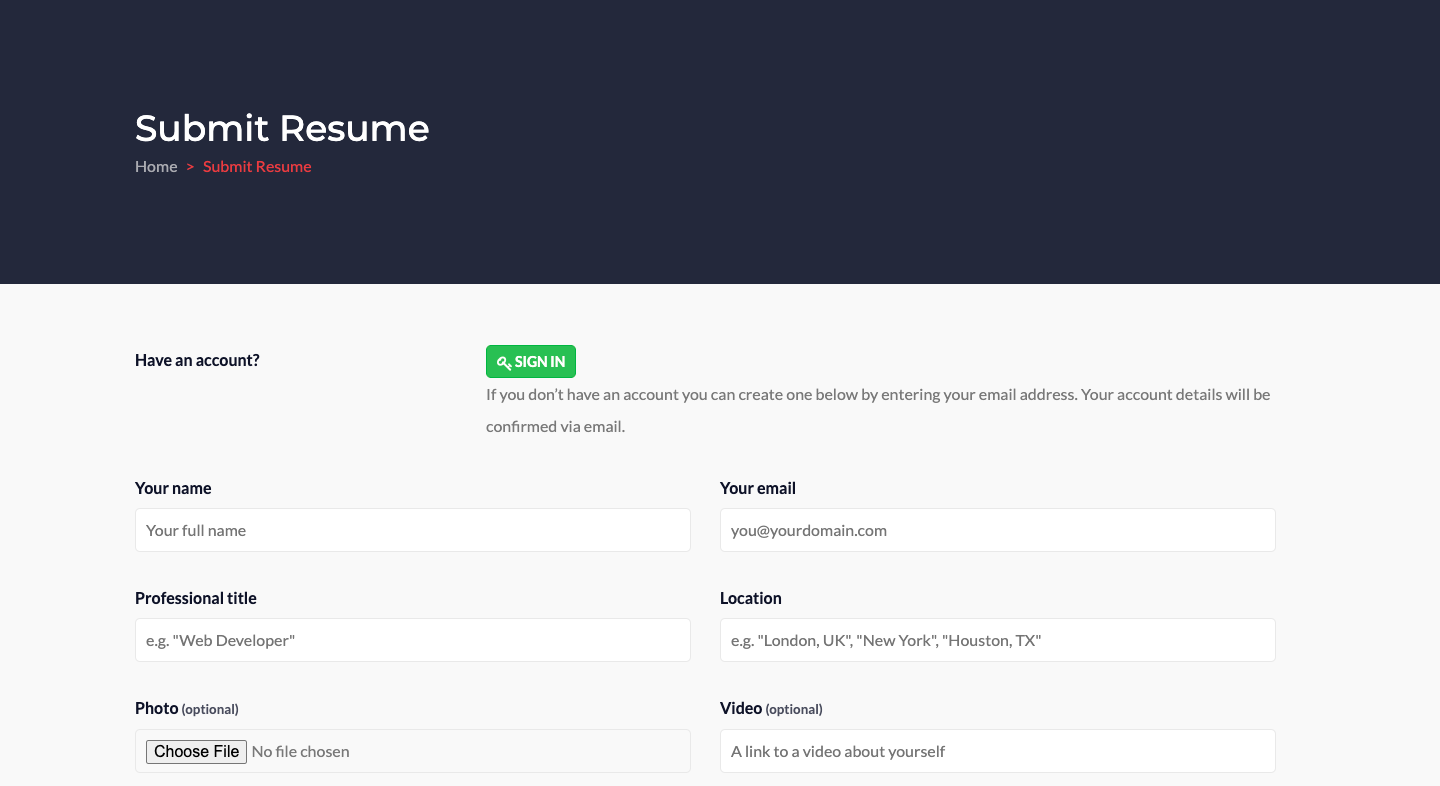 Submit Resume
Home > Submit Resume
Have an account?
SIGN IN
If you don't have an account you can create one below by entering your email address. Your account details will be
confirmed via email.
Your name
Your email
Your full name
you@yourdomain.com
Professional title
Location
e.g. "Web Developer"
e.g. "London, UK", "New York", "Houston, TX"
Photo (optional)
Video (optional)
Choose File No file chosen
A link to a video about yourself